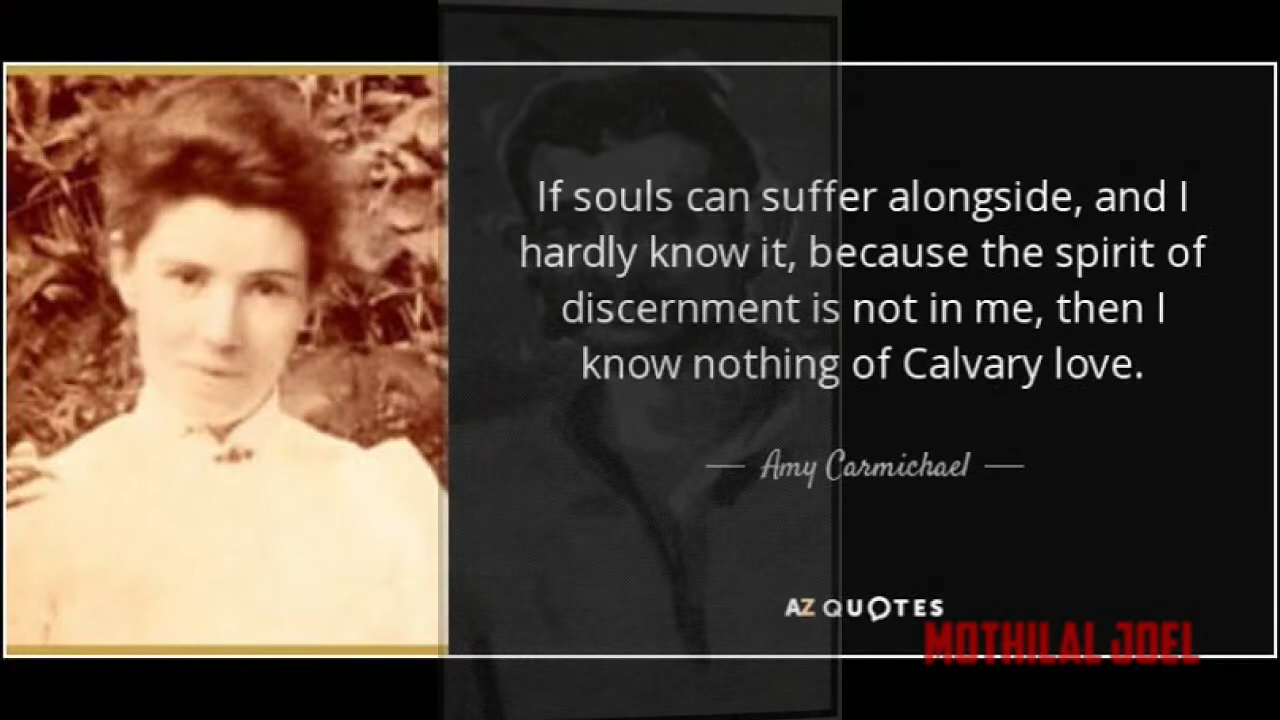 If souls can suffer alongside, and I
hardly know it, because the spirit of
discernment is not in me, then I
know nothing of Calvary love.
Amy Carmichael
AZ QUOTES
MOTHILAL JOEL